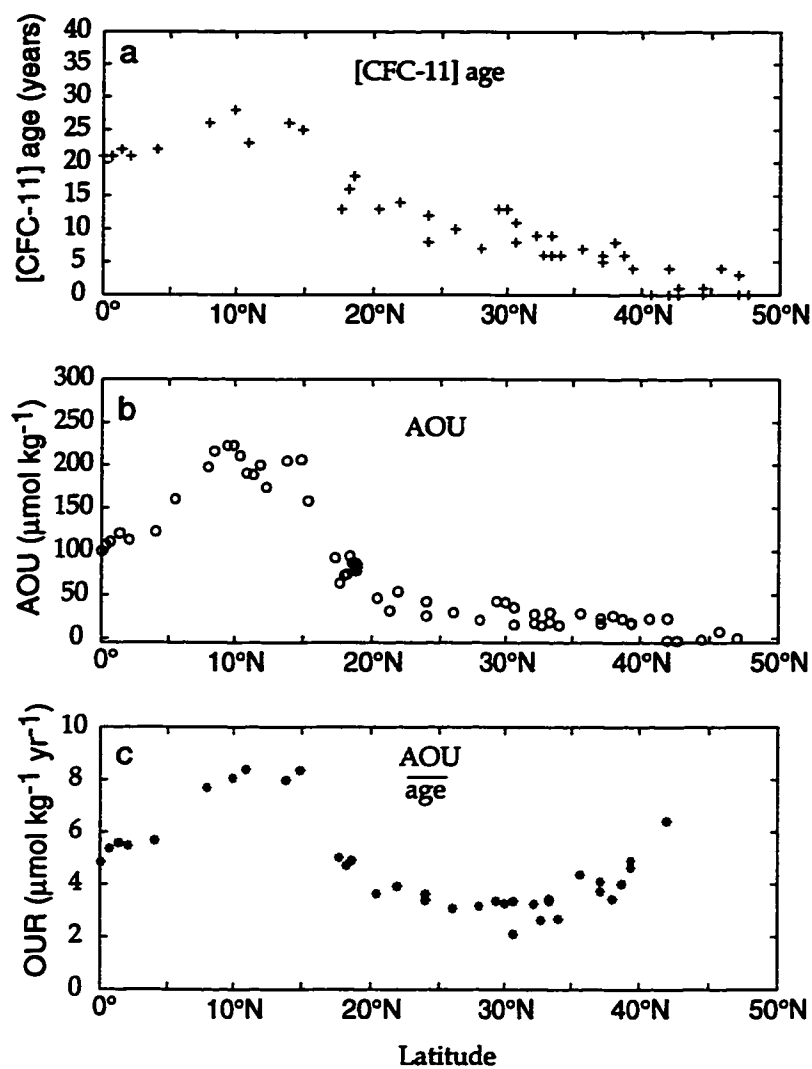 a
[CFC-11] age
[CFC-11] age (years)
40
35
30
25
20
15
10
5
0
0° 10°N 20°N 30°N 40°N 50°N
b
AOU
AOU (μmol kg⁻¹)
300
250
200
150
100
50
0
0° 10°N 20°N 30°N 40°N 50°N
c
AOU
age
OUR (μmol kg⁻¹ yr⁻¹)
10
8
6
4
2
0
0° 10°N 20°N 30°N 40°N 50°N
Latitude